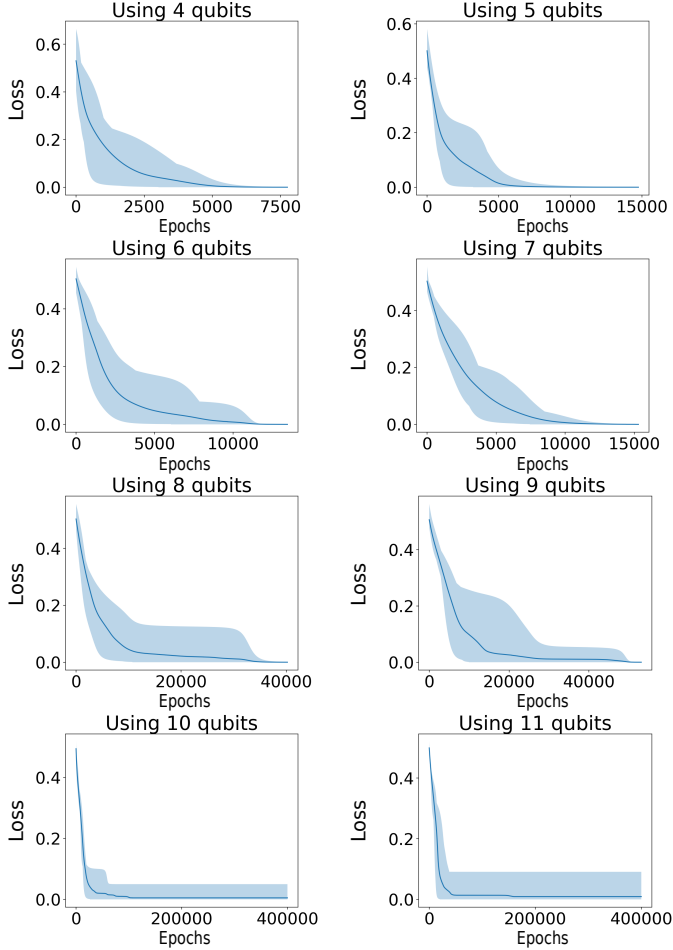 Using 4 qubits
Loss
0.6
0.4
0.2
0.0
0 2500 5000 7500
Epochs
Using 5 qubits
Loss
0.6
0.4
0.2
0.0
0 5000 10000 15000
Epochs
Using 6 qubits
Loss
0.4
0.2
0.0
0 5000 10000
Epochs
Using 7 qubits
Loss
0.4
0.2
0.0
0 5000 10000 15000
Epochs
Using 8 qubits
Loss
0.4
0.2
0.0
0 20000 40000
Epochs
Using 9 qubits
Loss
0.4
0.2
0.0
0 20000 40000
Epochs
Using 10 qubits
Loss
0.4
0.2
0.0
0 200000 400000
Epochs
Using 11 qubits
Loss
0.4
0.2
0.0
0 200000 400000
Epochs